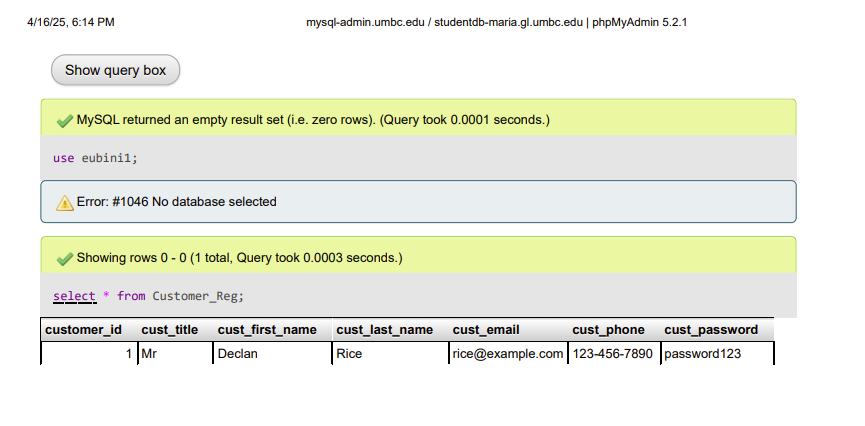 4/16/25, 6:14 PM mysql-admin.umbc.edu / studentdb-maria.gl.umbc.edu | phpMyAdmin 5.2.1
Show query box
MySQL returned an empty result set (i.e. zero rows). (Query took 0.0001 seconds.)
use eubini1;
Error: #1046 No database selected
Showing rows 0 - 0 (1 total, Query took 0.0003 seconds.)
select * from Customer_Reg;
customer_id cust_title cust_first_name cust_last_name cust_email cust_phone cust_password
1 Mr Declan Rice rice@example.com 123-456-7890 password123